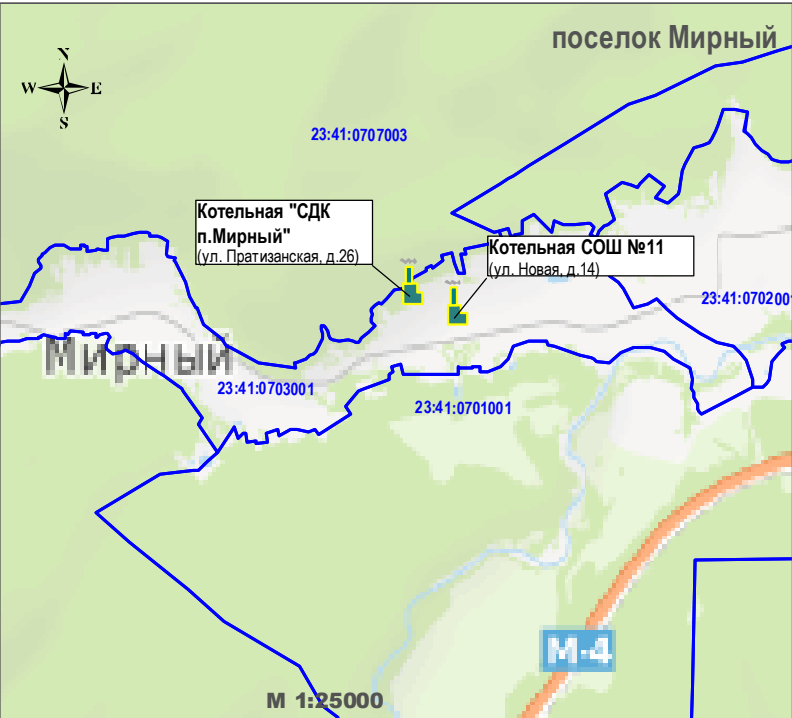 поселок Мирный
N
W E
S
23:41:0707003
Котельная "СДК
п.Мирный"
(ул. Пратизанская, д.26)
Котельная СОШ №11
(ул. Новая, д.14)
23:41:0702001
Мирный
23:41:0703001
23:41:0701001
М-4
М 1:25000